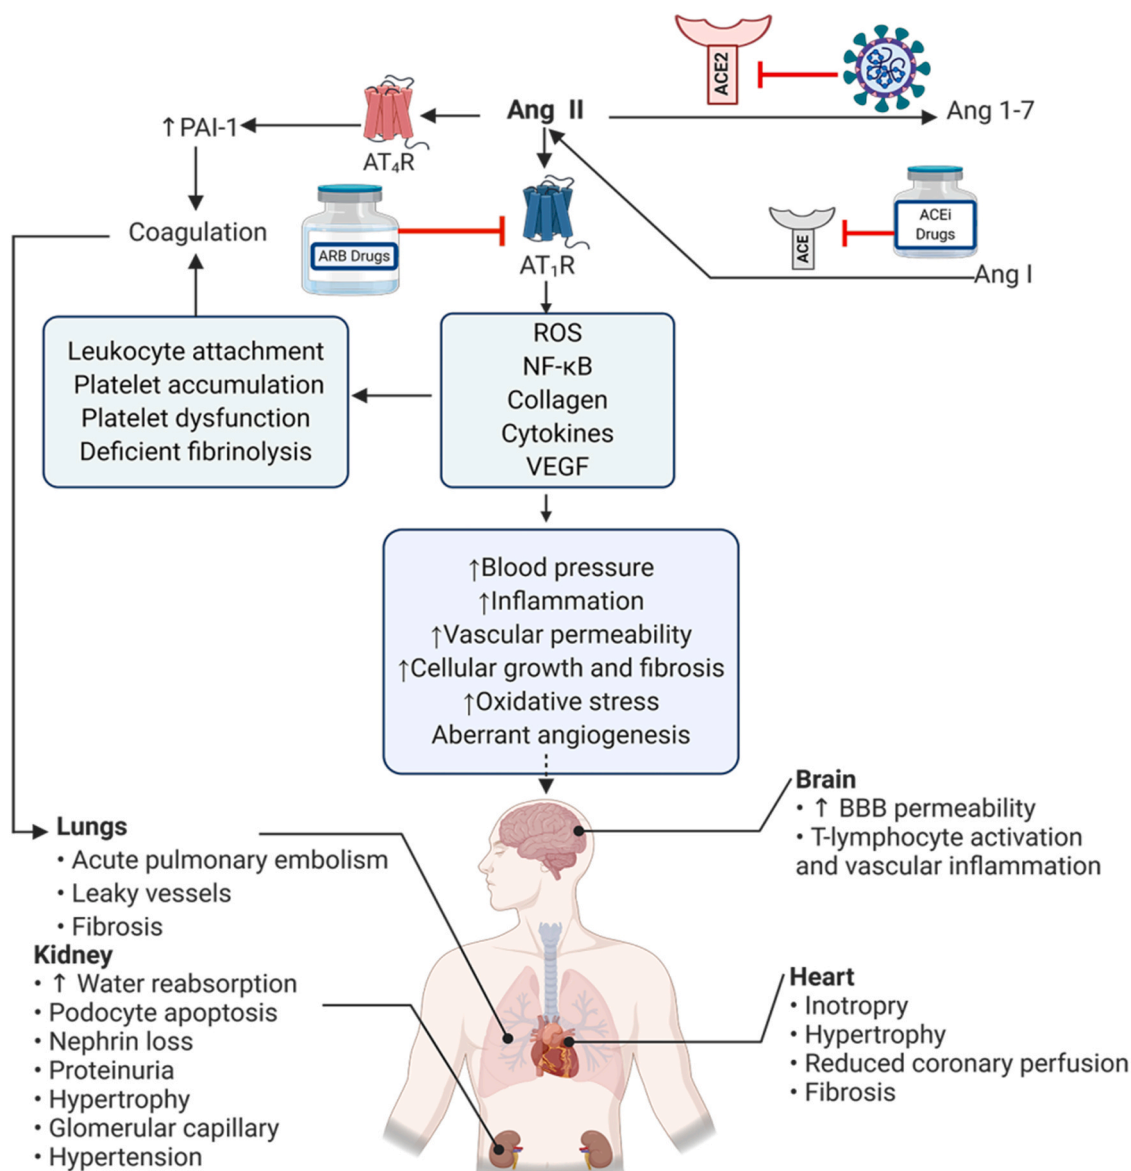 ACE2
Ang II
Ang 1-7
↑PAI-1
AT₄R
Coagulation
ARB Drugs
AT₁R
ACE
ACEi
Drugs
Ang I
Leukocyte attachment
Platelet accumulation
Platelet dysfunction
Deficient fibrinolysis
ROS
NF-κB
Collagen
Cytokines
VEGF
↑Blood pressure
↑Inflammation
↑Vascular permeability
↑Cellular growth and fibrosis
↑Oxidative stress
Aberrant angiogenesis
Brain
• ↑ BBB permeability
• T-lymphocyte activation
and vascular inflammation
Lungs
• Acute pulmonary embolism
• Leaky vessels
• Fibrosis
Kidney
• ↑ Water reabsorption
• Podocyte apoptosis
• Nephrin loss
• Proteinuria
• Hypertrophy
• Glomerular capillary
• Hypertension
Heart
• Inotropry
• Hypertrophy
• Reduced coronary perfusion
• Fibrosis